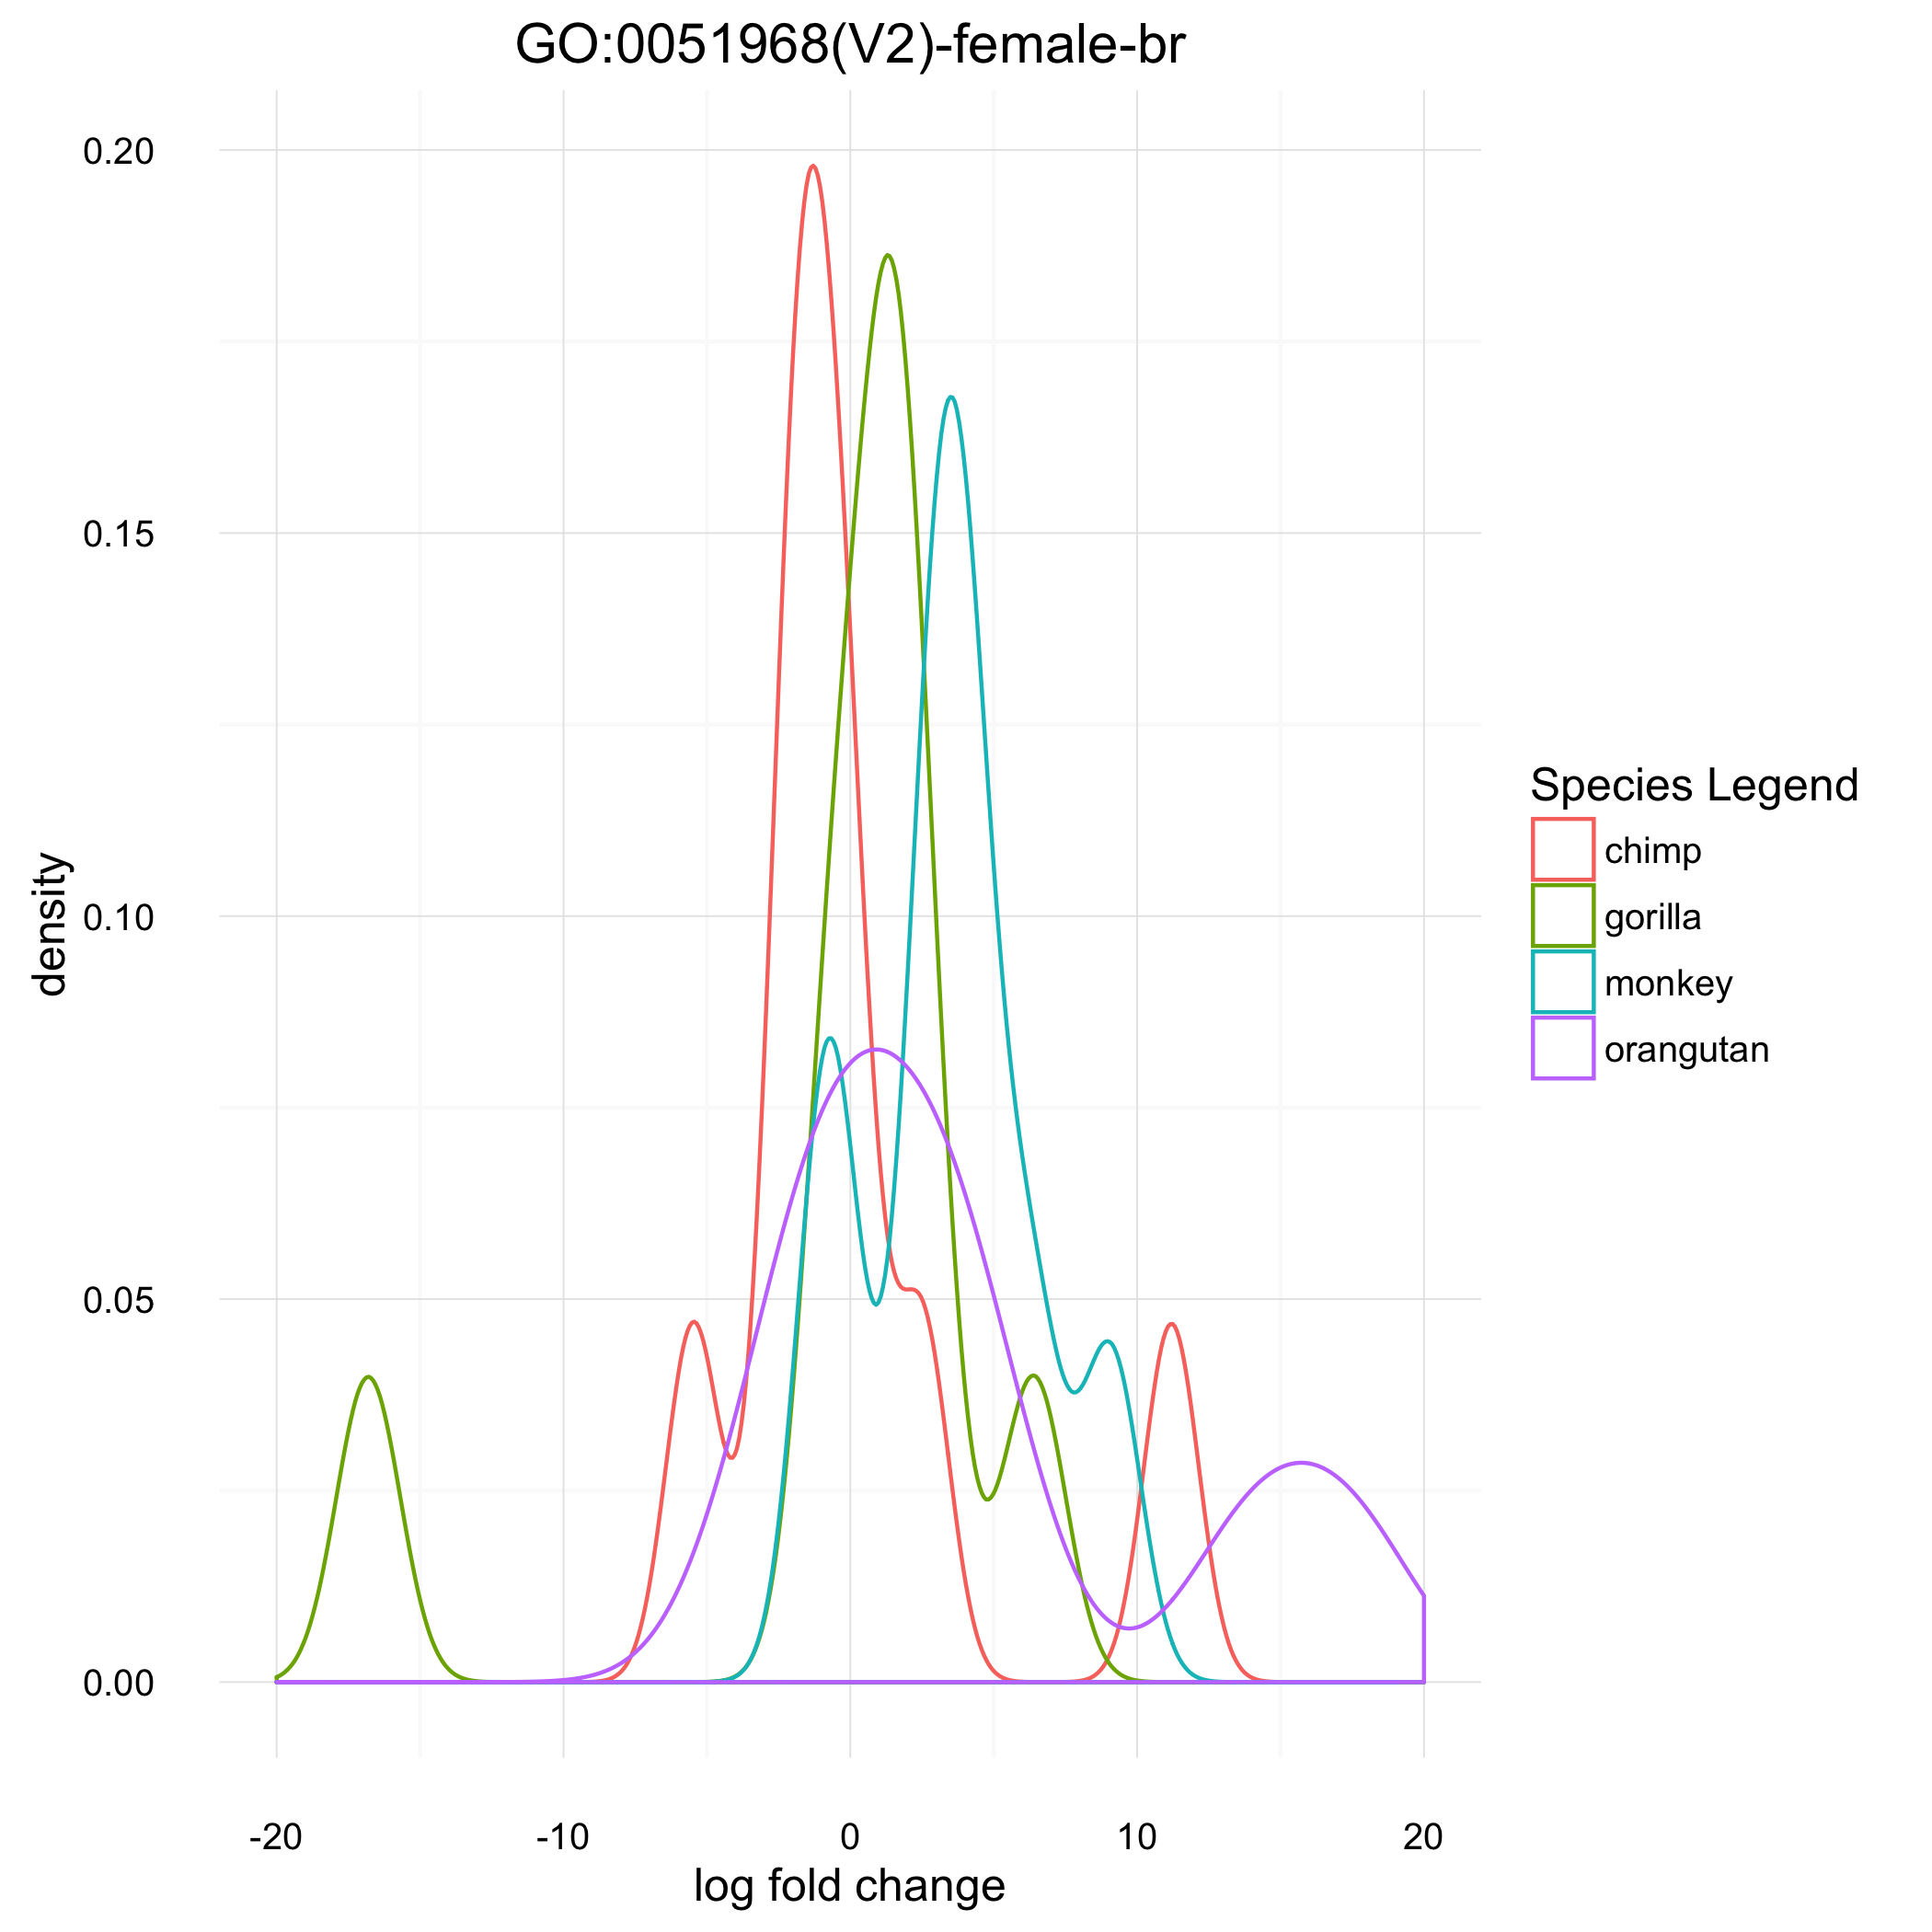 GO:0051968(V2)-female-br
0.20
0.15
0.10
0.05
0.00
density
-20
-10
0
10
20
log fold change
Species Legend
chimp
gorilla
monkey
orangutan